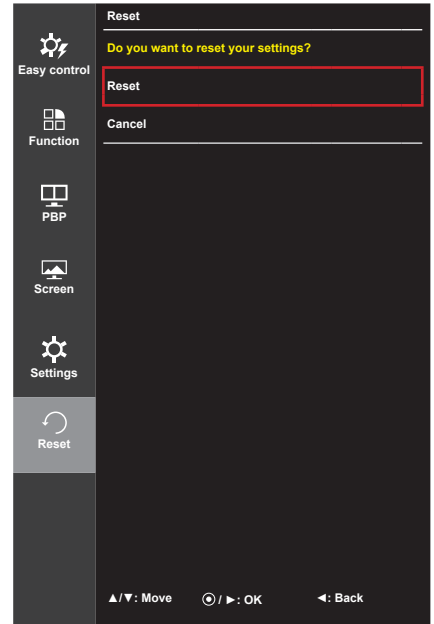 Reset
Do you want to reset your settings?
Reset
Cancel
Easy control
Function
PBP
Screen
Settings
Reset
▲/▼: Move ⦿ / ►: OK ◄: Back